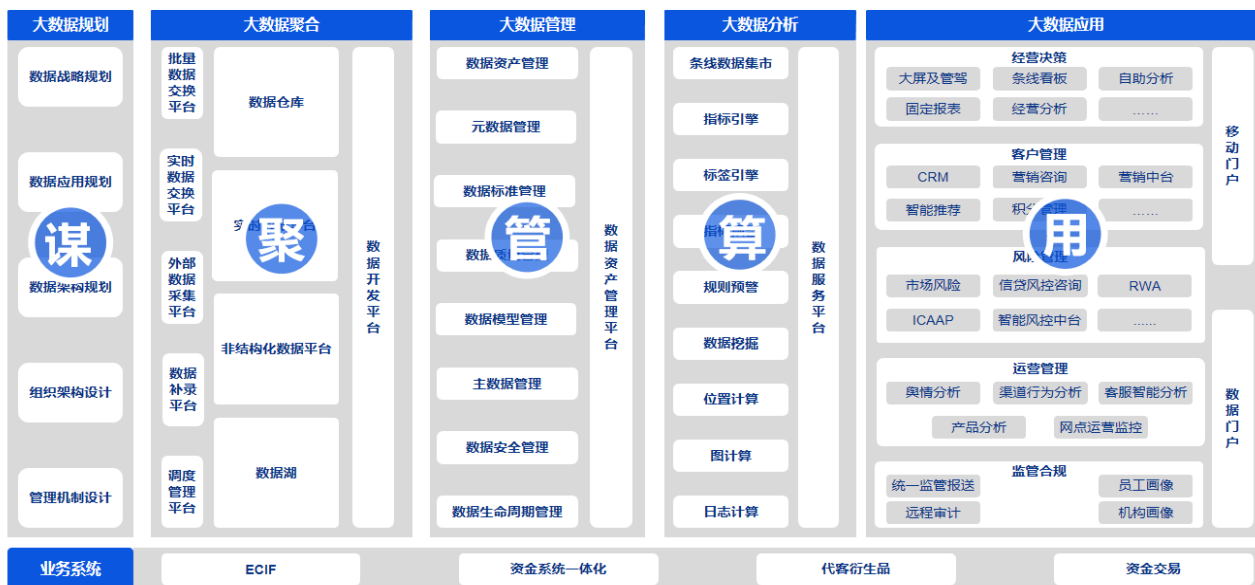 大数据规划
数据战略规划
数据应用规划
谋
数据架构规划
组织架构设计
管理机制设计
大数据聚合
批量
数据
交换
平台
实时
数据
交换
平台
外部
数据
采集
平台
数据
补录
平台
调度
管理
平台
数据仓库
聚
非结构化数据平台
数据湖
数据开发平台
大数据管理
数据资产管理
元数据管理
数据标准管理
管
数据模型管理
主数据管理
数据安全管理
数据生命周期管理
数据资产管理平台
大数据分析
条线数据集市
指标引擎
标签引擎
算
规则预警
数据挖掘
位置计算
图计算
日志计算
数据服务平台
大数据应用
经营决策
大屏及管驾 条线看板 自助分析
固定报表 经营分析 ......
客户管理
CRM 营销咨询 营销中台
智能推荐 积分管理 ......
用
风险管理
市场风险 信贷风控咨询 RWA
ICAAP 智能风控中台 ......
运营管理
舆情分析 渠道行为分析 客服智能分析
产品分析 网点运营监控
监管合规
统一监管报送 员工画像
远程审计 机构画像
移动门户
数据门户
业务系统 ECIF 资金系统一体化 代客衍生品 资金交易